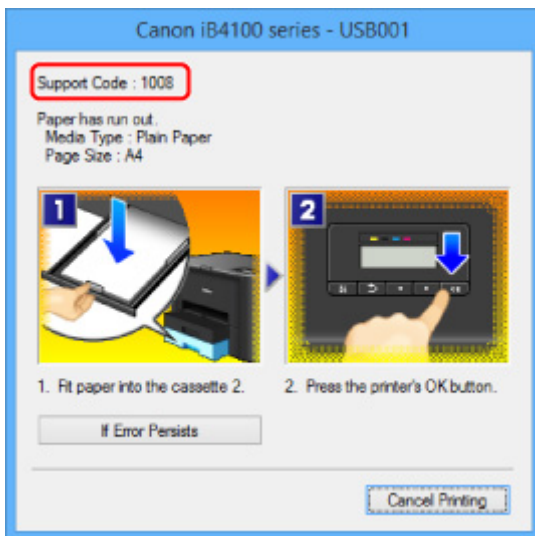 Canon iB4100 series - USB001
Support Code : 1008
Paper has run out.
Media Type : Plain Paper
Page Size : A4
1
2
1. Fit paper into the cassette 2.
2. Press the printer's OK button.
If Error Persists
Cancel Printing